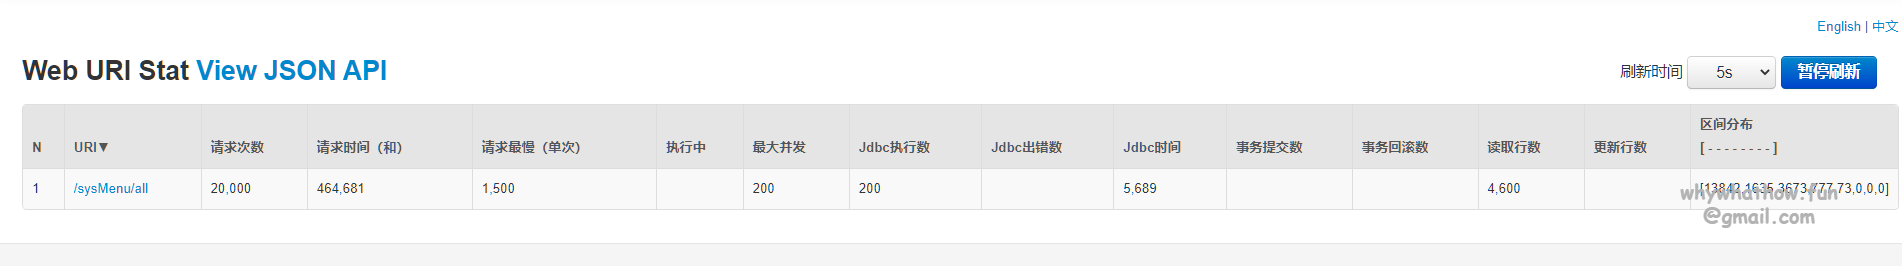 English | 中文
Web URI Stat View JSON API
刷新时间 5s 暂停刷新
N URI▼ 请求次数 请求时间（和） 请求最慢（单次） 执行中 最大并发 Jdbc执行数 Jdbc出错数 Jdbc时间 事务提交数 事务回滚数 读取行数 更新行数 区间分布
[ - - - - - - - - ]
1 /sysMenu/all 20,000 464,681 1,500 200 200 5,689 4,600 [13842,1635,3673,777,73,0,0,0]
whywhathow.fun
@gmail.com